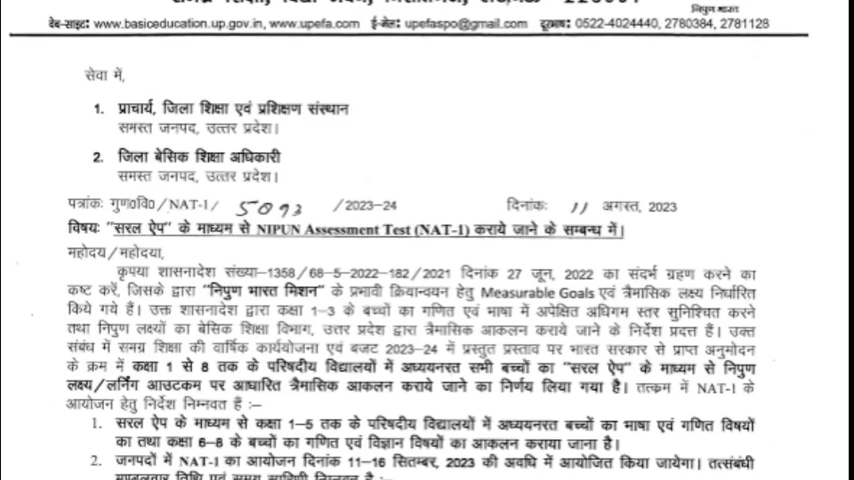 निपुण भारत
वेब-साइटः www.basiceducation.up.gov.in, www.upefa.com ई-मेलः upefaspo@gmail.com दूरभाषः 0522-4024440, 2780384, 2781128
सेवा में,
1. प्राचार्य, जिला शिक्षा एवं प्रशिक्षण संस्थान
समस्त जनपद, उत्तर प्रदेश।
2. जिला बेसिक शिक्षा अधिकारी
समस्त जनपद, उत्तर प्रदेश।
पत्रांकः गुण०वि०/NAT-1/ 5093 /2023-24 दिनांकः 11 अगस्त, 2023
विषयः "सरल ऐप" के माध्यम से NIPUN Assessment Test (NAT-1) कराये जाने के सम्बन्ध में।
महोदय/महोदया,
कृपया शासनादेश संख्या-1358/68-5-2022-182/2021 दिनांक 27 जून, 2022 का संदर्भ ग्रहण करने का
कष्ट करें, जिसके द्वारा "निपुण भारत मिशन" के प्रभावी क्रियान्वयन हेतु Measurable Goals एवं त्रैमासिक लक्ष्य निर्धारित
किये गये हैं। उक्त शासनादेश द्वारा कक्षा 1-3 के बच्चों का गणित एवं भाषा में अपेक्षित अधिगम स्तर सुनिश्चित करने
तथा निपुण लक्ष्यों का बेसिक शिक्षा विभाग, उत्तर प्रदेश द्वारा त्रैमासिक आकलन कराये जाने के निर्देश प्रदत्त हैं। उक्त
संबंध में समग्र शिक्षा की वार्षिक कार्ययोजना एवं बजट 2023-24 में प्रस्तुत प्रस्ताव पर भारत सरकार से प्राप्त अनुमोदन
के क्रम में कक्षा 1 से 8 तक के परिषदीय विद्यालयों में अध्ययनरत सभी बच्चों का "सरल ऐप" के माध्यम से निपुण
लक्ष्य/लर्निंग आउटकम पर आधारित त्रैमासिक आकलन कराये जाने का निर्णय लिया गया है। तत्क्रम में NAT-1 के
आयोजन हेतु निर्देश निम्नवत हैं :-
1. सरल ऐप के माध्यम से कक्षा 1-5 तक के परिषदीय विद्यालयों में अध्ययनरत बच्चों का भाषा एवं गणित विषयों
का तथा कक्षा 6-8 के बच्चों का गणित एवं विज्ञान विषयों का आकलन कराया जाना है।
2. जनपदों में NAT-1 का आयोजन दिनांक 11-16 सितम्बर, 2023 की अवधि में आयोजित किया जायेगा। तत्संबंधी
मण्डलवार तिथि एवं समय सारिणी निम्नवत है :-